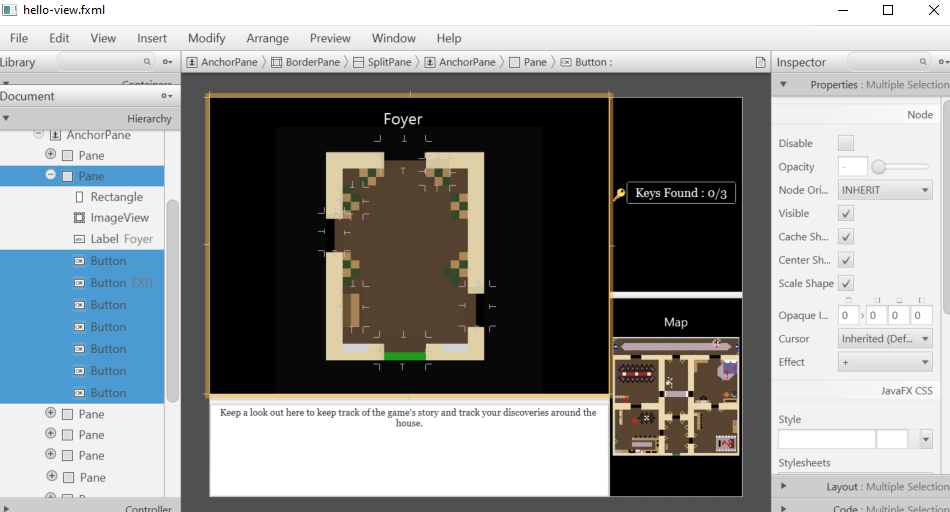 hello-view.fxml
File Edit View Insert Modify Arrange Preview Window Help
Library
AnchorPane BorderPane SplitPane AnchorPane Pane Button :
Inspector
Containers
Properties : Multiple Selection
Document
Hierarchy
AnchorPane
Pane
Pane
Rectangle
ImageView
Label Foyer
Button
Button EXIT
Button
Button
Button
Button
Button
Pane
Pane
Pane
Pane
Controller
Foyer
Keys Found : 0/3
Map
Keep a look out here to keep track of the game's story and track your discoveries around the
house.
Node
Disable
Opacity -
Node Ori... INHERIT
Visible
Cache Sh...
Center Sh...
Scale Shape
Opaque I... 0 0 0 0
Cursor Inherited (Def...
Effect +
JavaFX CSS
Style
Stylesheets
Layout : Multiple Selection
Code : Multiple Selection